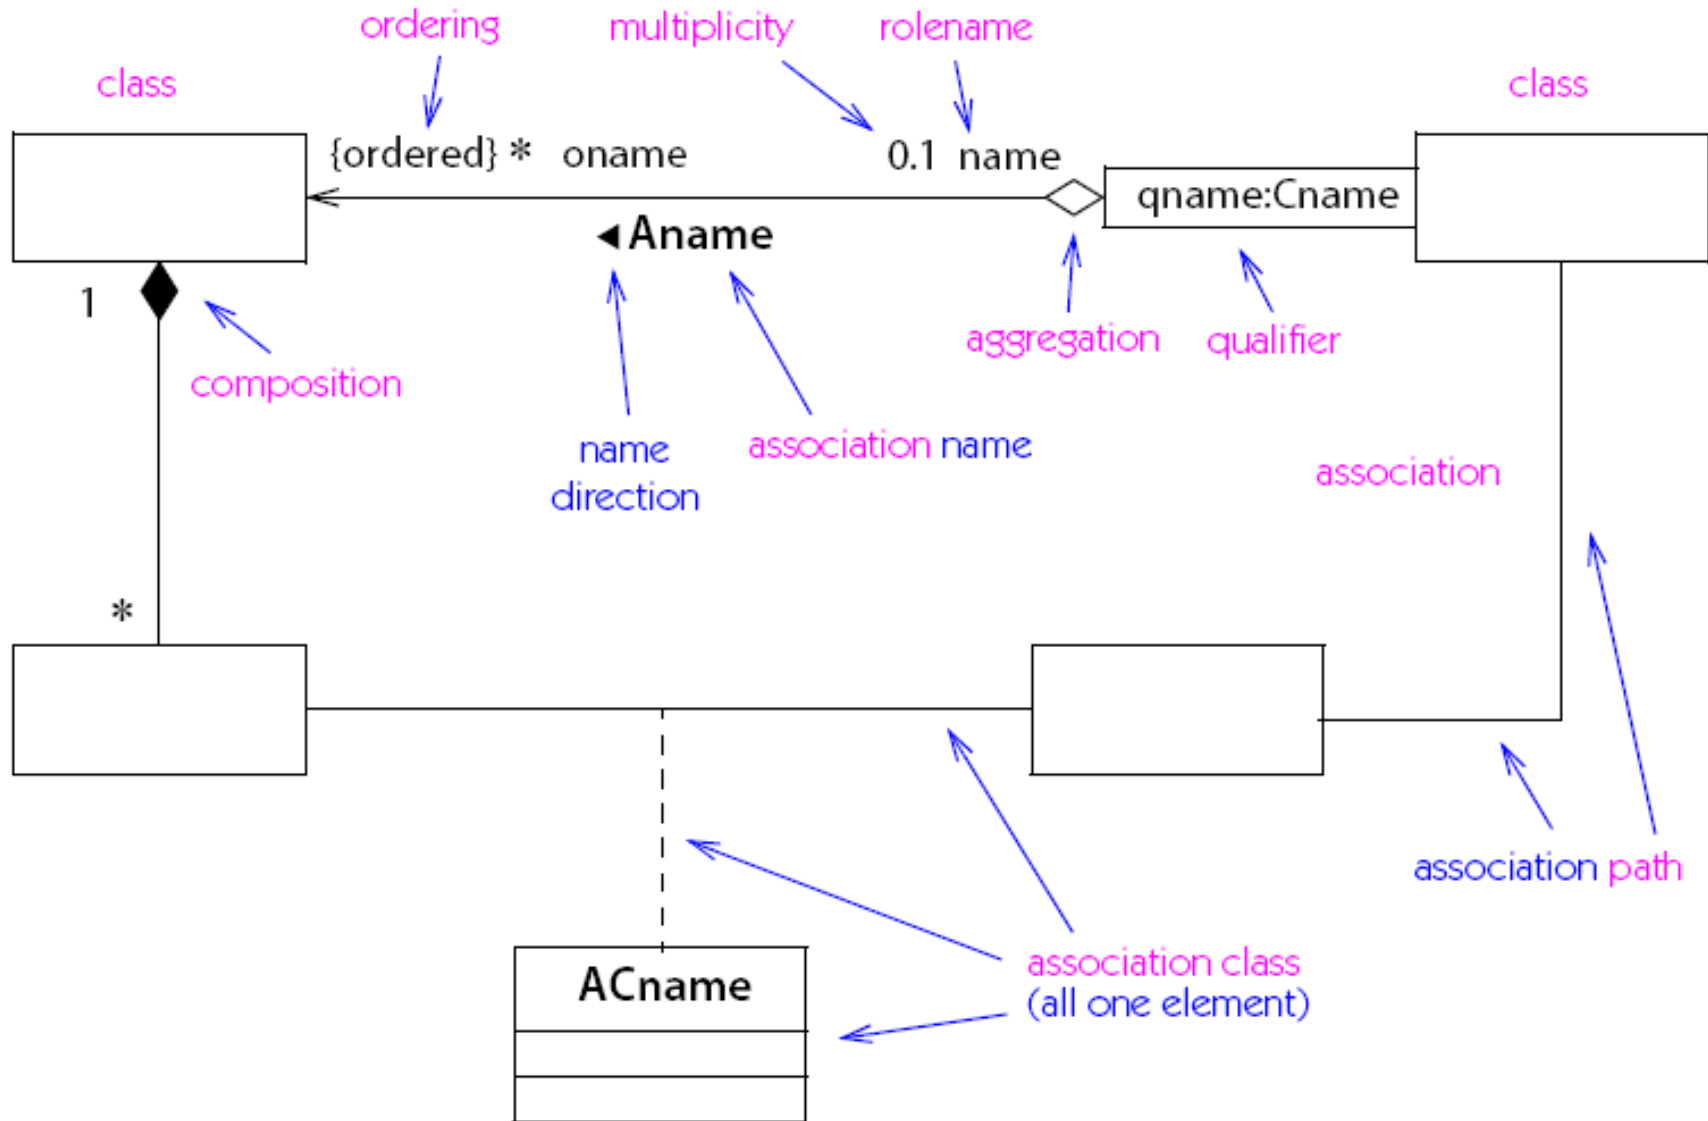 ordering
multiplicity
rolename
class
class
{ordered} * oname
0.1 name
qname:Cname
Aname
1
composition
aggregation
qualifier
name
direction
association name
association
*
association path
ACname
association class
(all one element)